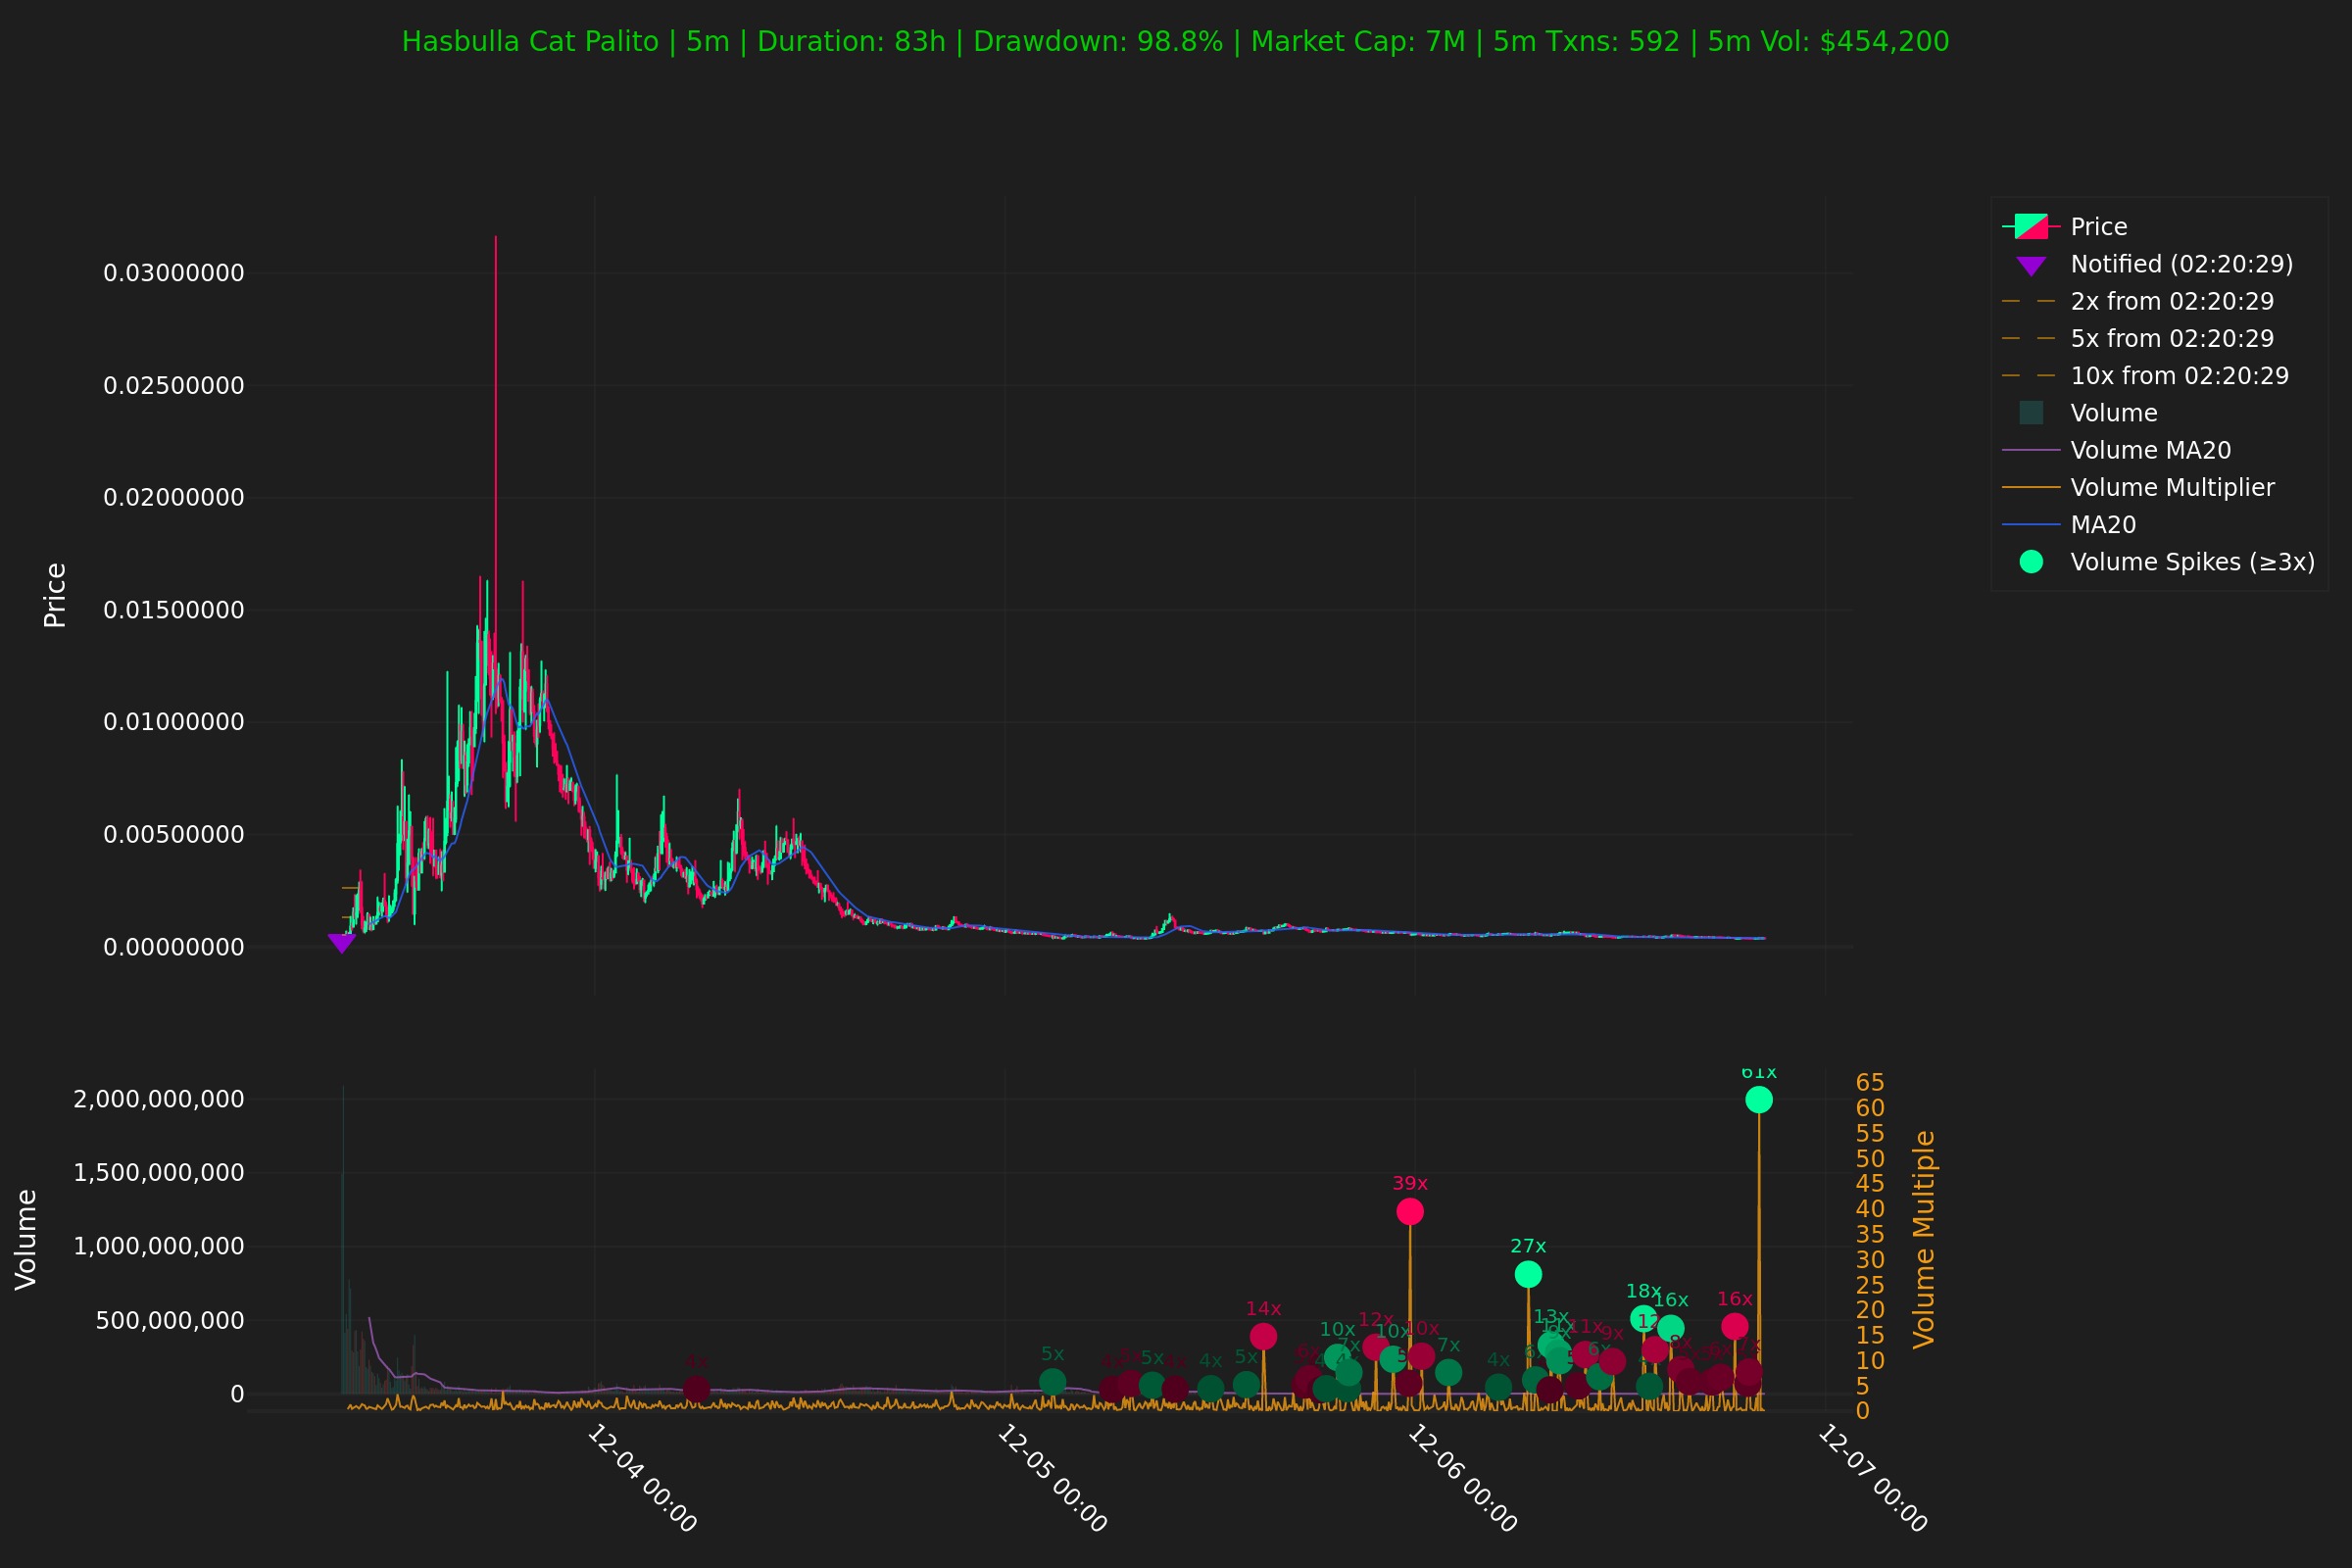 Hasbulla Cat Palito | 5m | Duration: 83h | Drawdown: 98.8% | Market Cap: 7M | 5m Txns: 592 | 5m Vol: $454,200
Price
0.03000000
0.02500000
0.02000000
0.01500000
0.01000000
0.00500000
0.00000000
Price
Notified (02:20:29)
2x from 02:20:29
5x from 02:20:29
10x from 02:20:29
Volume
Volume MA20
Volume Multiplier
MA20
Volume Spikes (≥3x)
Volume
2,000,000,000
1,500,000,000
1,000,000,000
500,000,000
0
4x
5x
5x
4x
5x
14x
10x
7x
12x
10x
39x
10x
7x
4x
27x
13x
11x
9x
6x
18x
16x
16x
61x
65
60
55
50
45
40
35
30
25
20
15
10
5
0
Volume Multiple
12-04 00:00
12-05 00:00
12-06 00:00
12-07 00:00